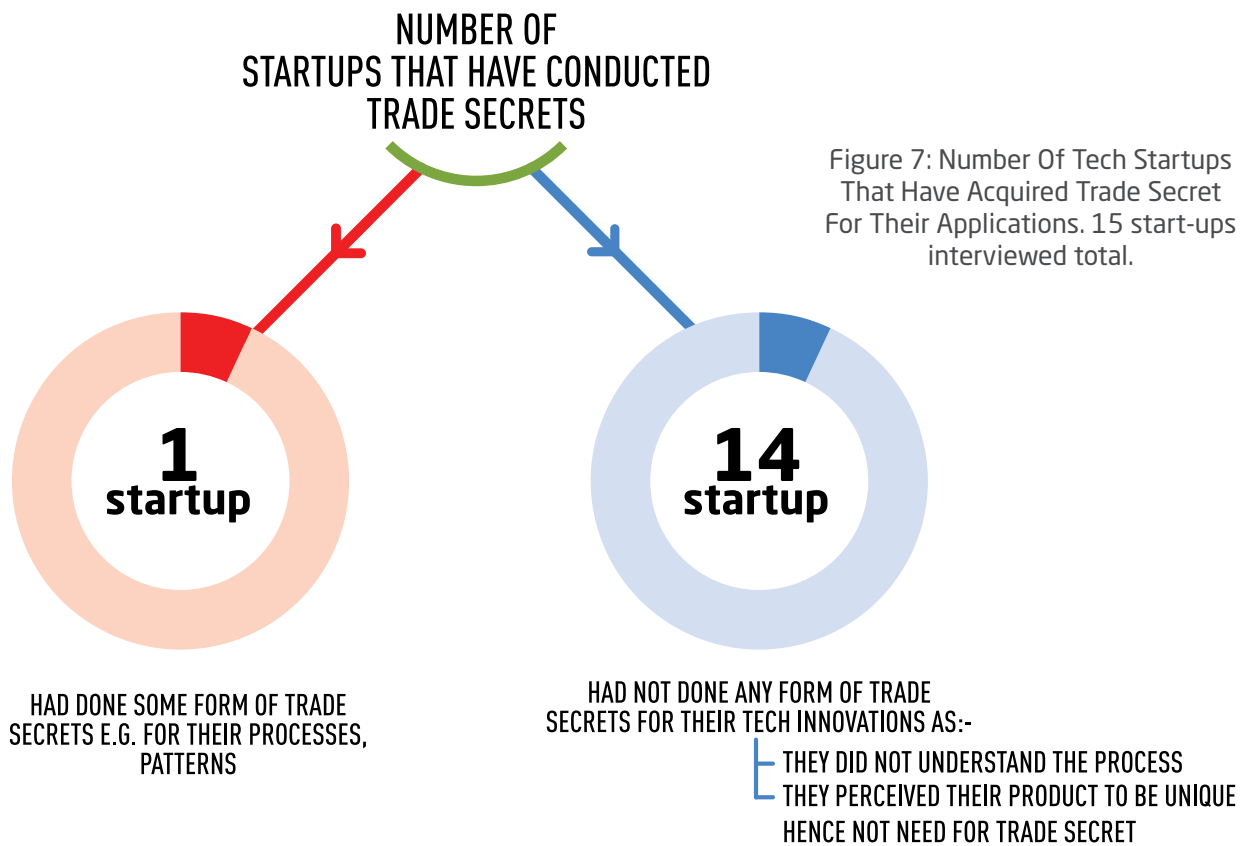 NUMBER OF
STARTUPS THAT HAVE CONDUCTED
TRADE SECRETS
Figure 7: Number Of Tech Startups
That Have Acquired Trade Secret
For Their Applications. 15 start-ups
interviewed total.
1
startup
14
startup
HAD DONE SOME FORM OF TRADE
SECRETS E.G. FOR THEIR PROCESSES,
PATTERNS
HAD NOT DONE ANY FORM OF TRADE
SECRETS FOR THEIR TECH INNOVATIONS AS:-
THEY DID NOT UNDERSTAND THE PROCESS
THEY PERCEIVED THEIR PRODUCT TO BE UNIQUE
HENCE NOT NEED FOR TRADE SECRET